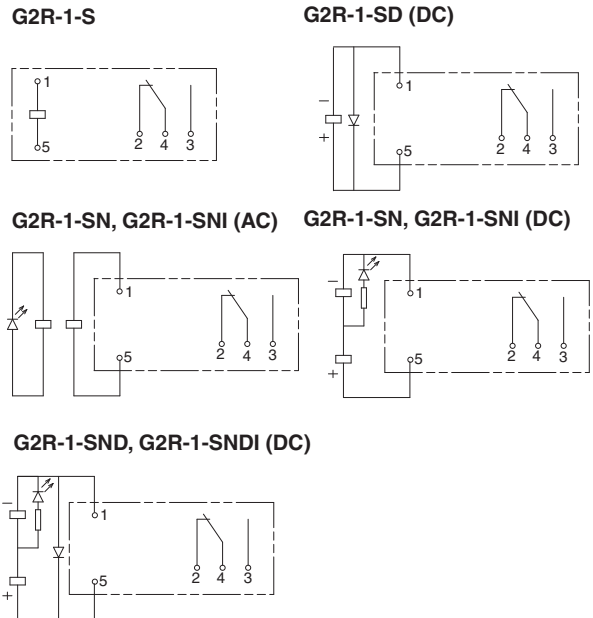 G2R-1-S
1
5
2 4 3
G2R-1-SD (DC)
−
+
1
5
2 4 3
G2R-1-SN, G2R-1-SNI (AC)
1
5
2 4 3
G2R-1-SN, G2R-1-SNI (DC)
−
+
1
5
2 4 3
G2R-1-SND, G2R-1-SNDI (DC)
−
+
1
5
2 4 3